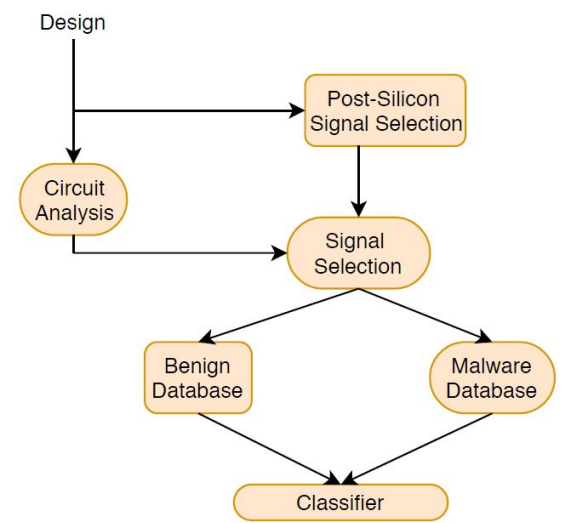 Design
Post-Silicon
Signal Selection
Circuit
Analysis
Signal
Selection
Benign
Database
Malware
Database
Classifier